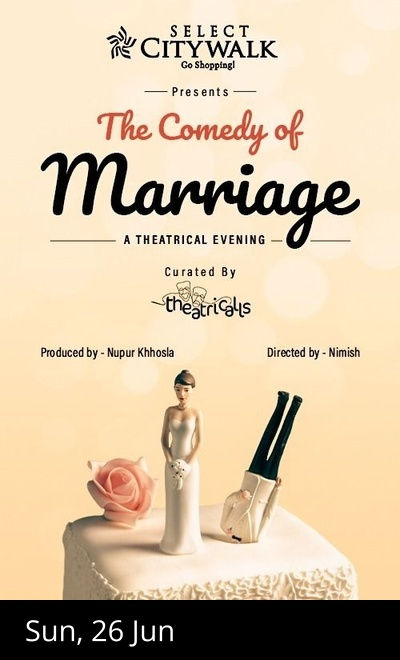 SELECT
CITYWALK
Go Shopping!
Presents
The Comedy of
Marriage
A THEATRICAL EVENING
Curated By
theatricalls
Produced by - Nupur Khhosla
Directed by - Nimish
Sun, 26 Jun